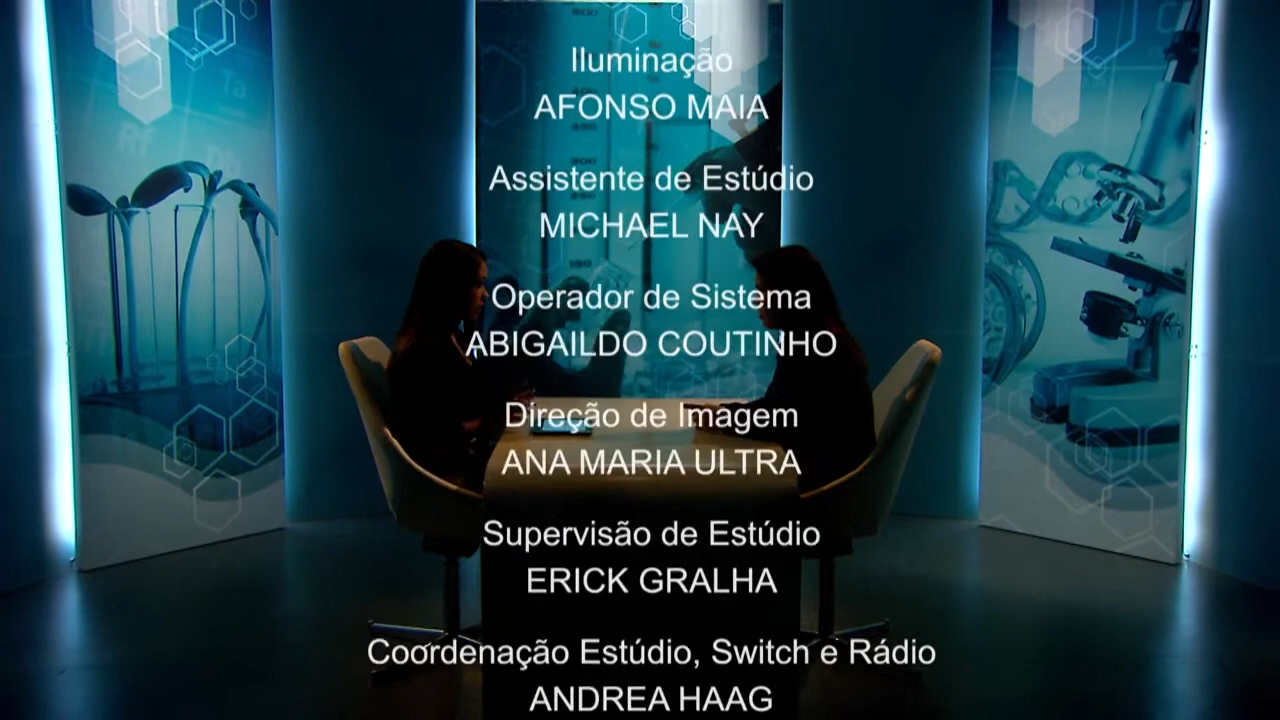 Iluminação
AFONSO MAIA
Assistente de Estúdio
MICHAEL NAY
Operador de Sistema
ABIGAILDO COUTINHO
Direção de Imagem
ANA MARIA ULTRA
Supervisão de Estúdio
ERICK GRALHA
Coordenação Estúdio, Switch e Rádio
ANDREA HAAG